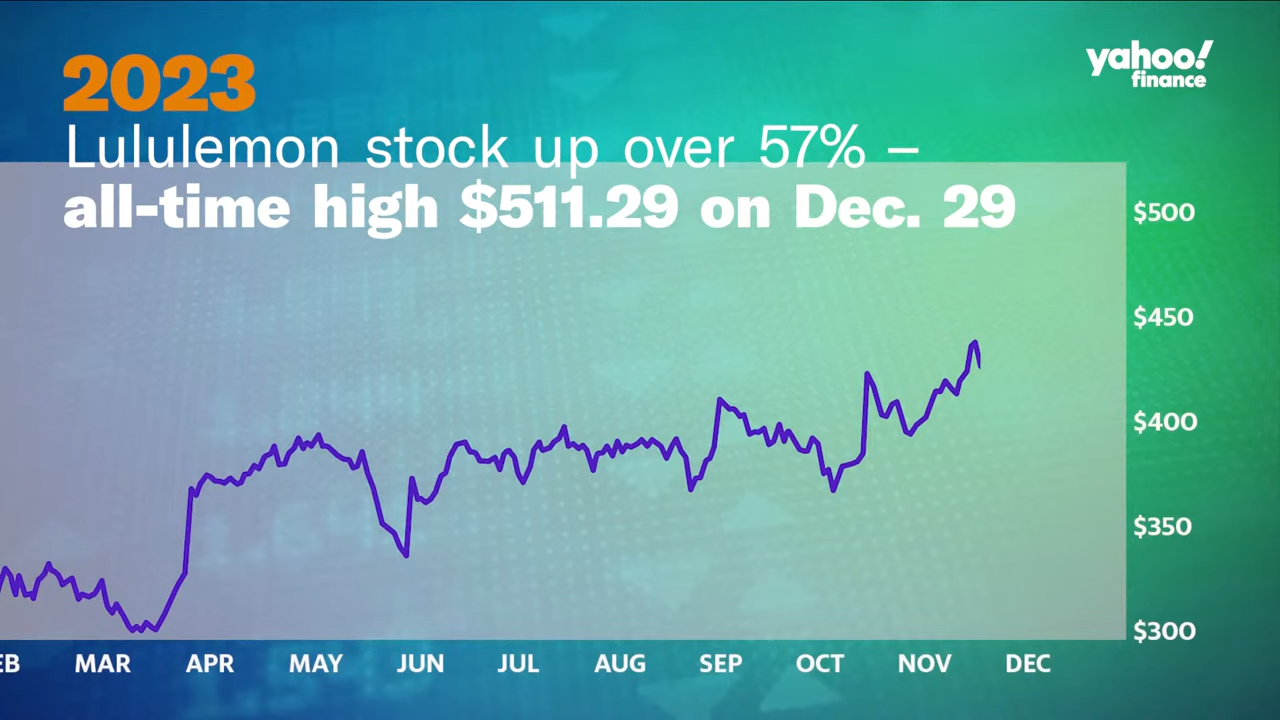 2023
yahoo!
finance
Lululemon stock up over 57% –
all-time high $511.29 on Dec. 29
$500
$450
$400
$350
$300
EB MAR APR MAY JUN JUL AUG SEP OCT NOV DEC